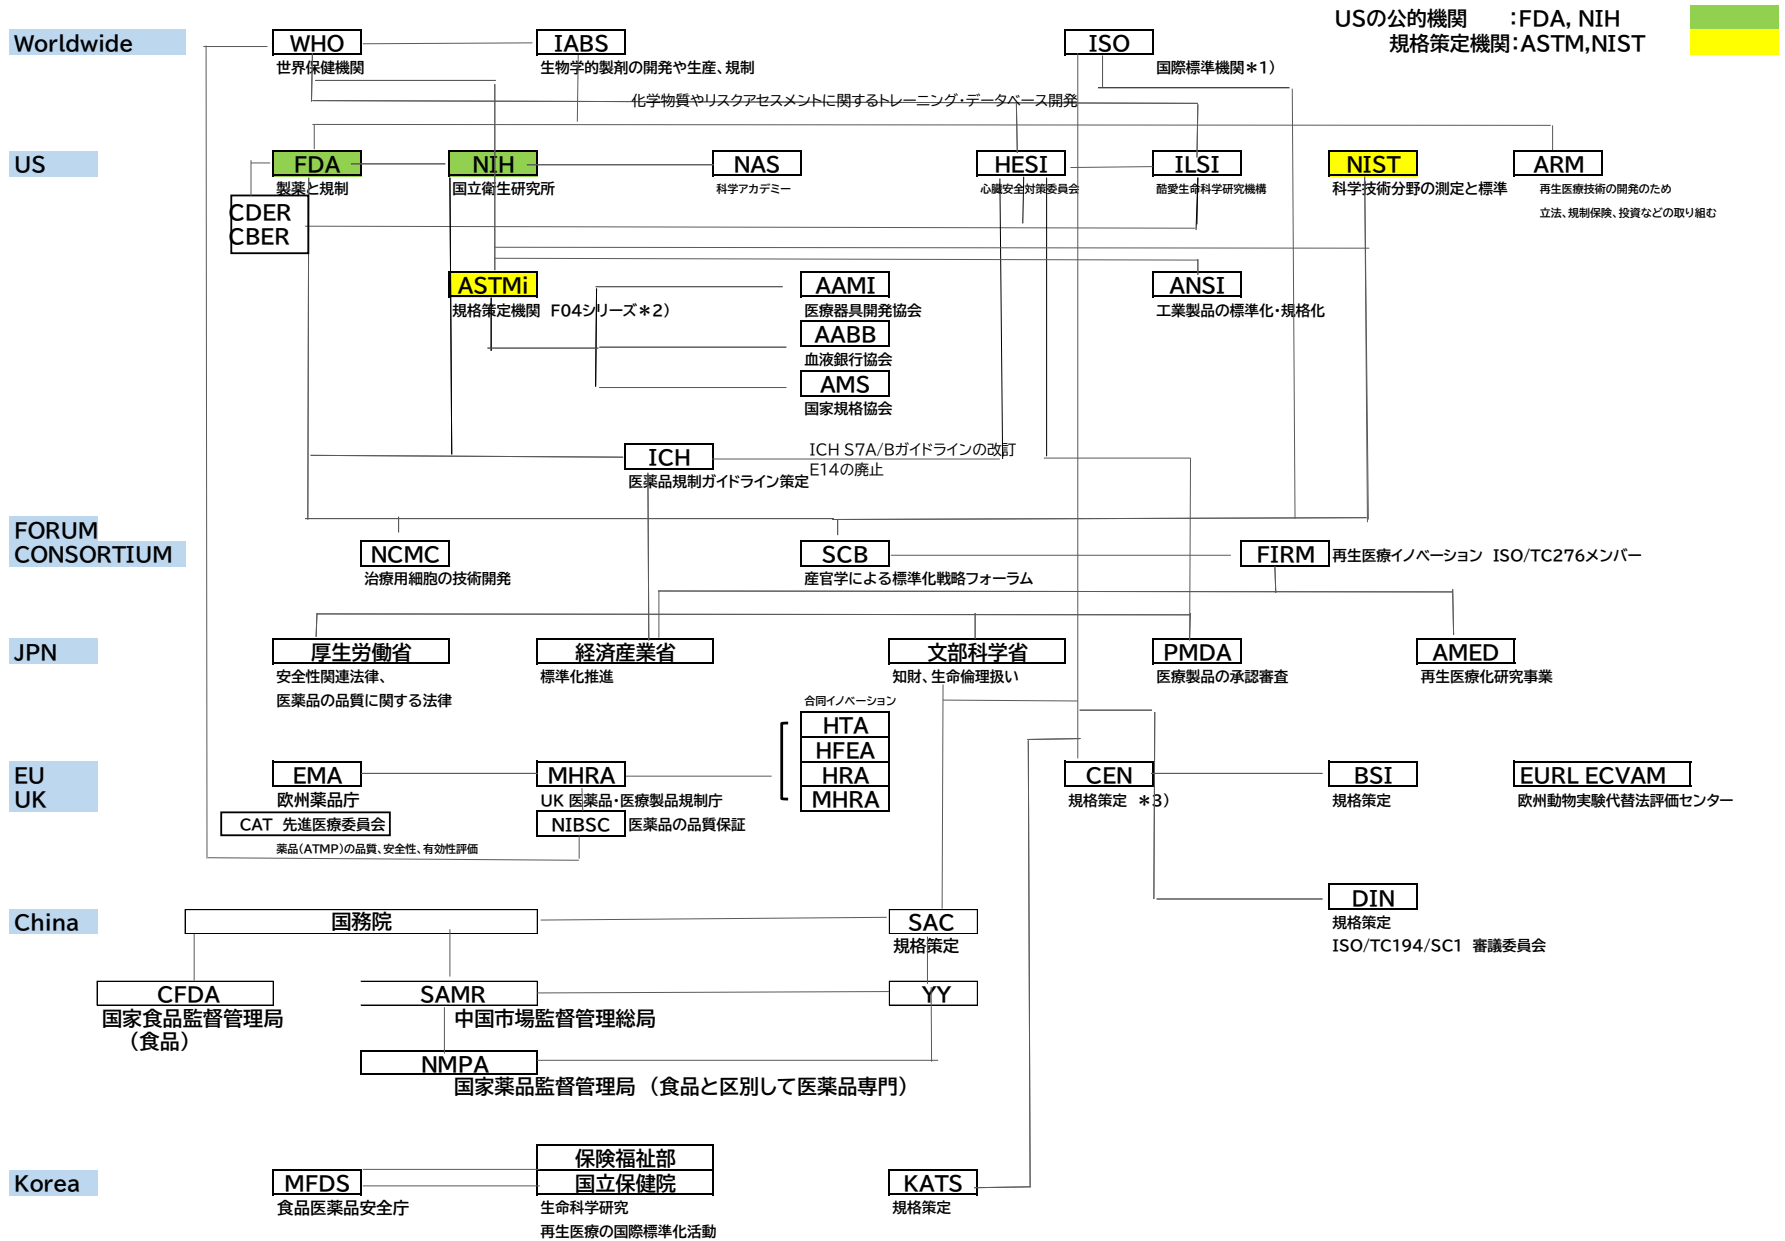 USの公的機関　　:FDA, NIH
規格策定機関:ASTM,NIST
Worldwide
WHO
IABS
ISO
世界保健機関
生物学的製剤の開発や生産、規制
国際標準機関＊1）
化学物質やリスクアセスメントに関するトレーニング・データベース開発
US
FDA
NIH
NAS
HESI
ILSI
NIST
ARM
製薬と規制
国立衛生研究所
科学アカデミー
心臓安全対策委員会
酷愛生命科学研究機構
科学技術分野の測定と標準
再生医療技術の開発のため
立法、規制保険、投資などの取り組む
CDER
CBER
ASTMi
AAMI
ANSI
規格策定機関　F04シリーズ＊2）
医療器具開発協会
工業製品の標準化・規格化
AABB
血液銀行協会
AMS
国家規格協会
ICH
ICH S7A/Bガイドラインの改訂
E14の廃止
医薬品規制ガイドライン策定
FORUM
CONSORTIUM
NCMC
SCB
FIRM
再生医療イノベーション　ISO/TC276メンバー
治療用細胞の技術開発
産官学による標準化戦略フォーラム
JPN
厚生労働省
経済産業省
文部科学省
PMDA
AMED
安全性関連法律、
医薬品の品質に関する法律
標準化推進
知財、生命倫理扱い
医療製品の承認審査
再生医療化研究事業
合同イノベーション
HTA
HFEA
HRA
MHRA
EU
UK
EMA
MHRA
CEN
BSI
EURL ECVAM
欧州薬品庁
UK 医薬品・医療製品規制庁
規格策定　＊3）
規格策定
欧州動物実験代替法評価センター
CAT　先進医療委員会
NIBSC
医薬品の品質保証
薬品(ATMP)の品質、安全性、有効性評価
DIN
規格策定
ISO/TC194/SC1　審議委員会
China
国務院
SAC
規格策定
CFDA
SAMR
YY
国家食品監督管理局
（食品）
中国市場監督管理総局
NMPA
国家薬品監督管理局　（食品と区別して医薬品専門）
Korea
保険福祉部
MFDS
国立保健院
KATS
食品医薬品安全庁
生命科学研究
再生医療の国際標準化活動
規格策定